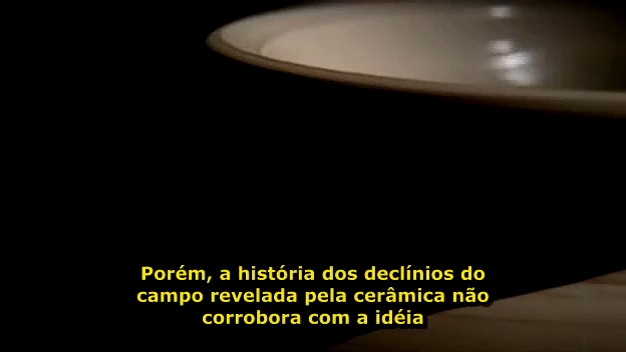 Porém, a história dos declínios do
campo revelada pela cerâmica não
corrobora com a idéia